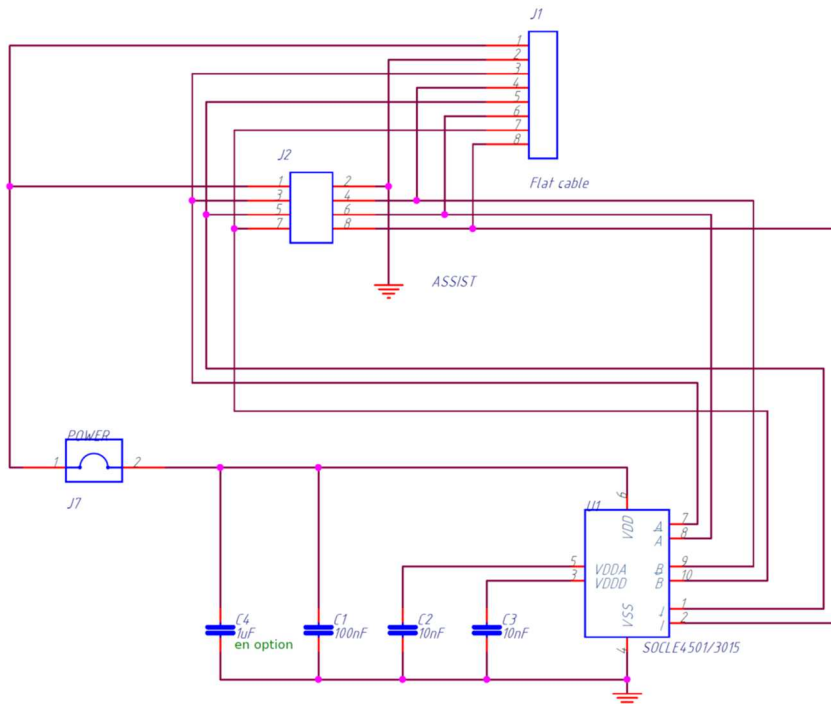 J1
1
2
3
4
5
6
7
8
Flat cable
J2
1 2
3 4
5 6
7 8
ASSIST
POWER
1 2
J7
U1
6
VDD
7 A
8 A
5 VDDA
3 VDDD
9 B
10 B
VSS
4
1 I
2 I
SOCLE4501/3015
C4
1uF
en option
C1
100nF
C2
10nF
C3
10nF